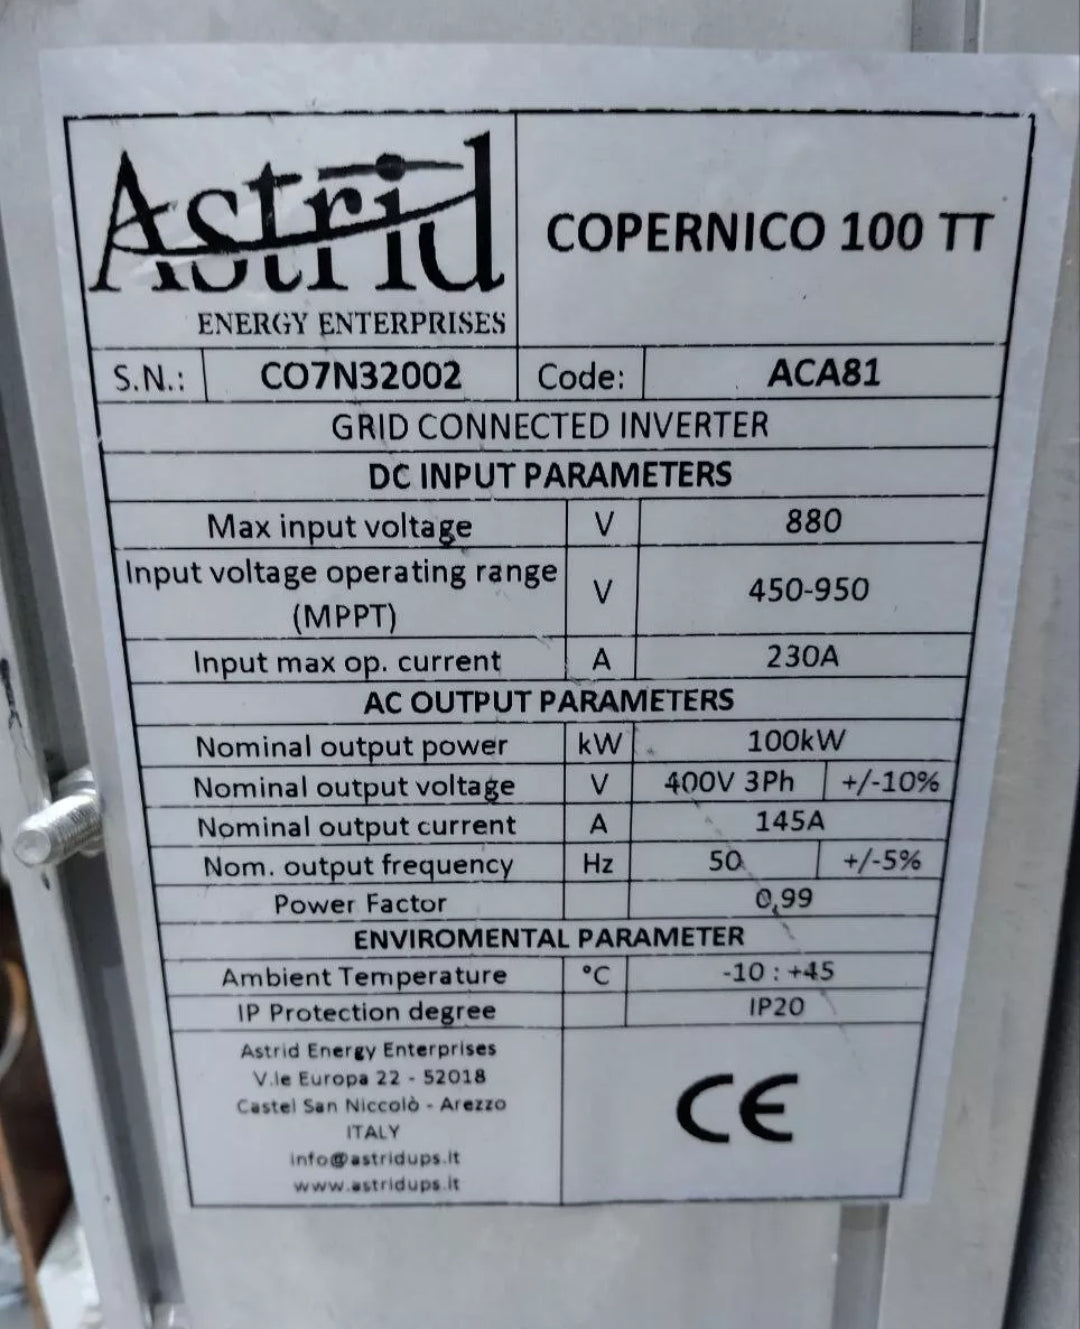 Astrid
ENERGY ENTERPRISES
COPERNICO 100 TT
S.N.: CO7N32002 Code: ACA81
GRID CONNECTED INVERTER
DC INPUT PARAMETERS
Max input voltage V 880
Input voltage operating range
(MPPT) V 450-950
Input max op. current A 230A
AC OUTPUT PARAMETERS
Nominal output power kW 100kW
Nominal output voltage V 400V 3Ph +/-10%
Nominal output current A 145A
Nom. output frequency Hz 50 +/-5%
Power Factor 0,99
ENVIROMENTAL PARAMETER
Ambient Temperature °C -10 : +45
IP Protection degree IP20
Astrid Energy Enterprises
V.le Europa 22 - 52018
Castel San Niccolò - Arezzo
ITALY
info@astridups.it
www.astridups.it
CE